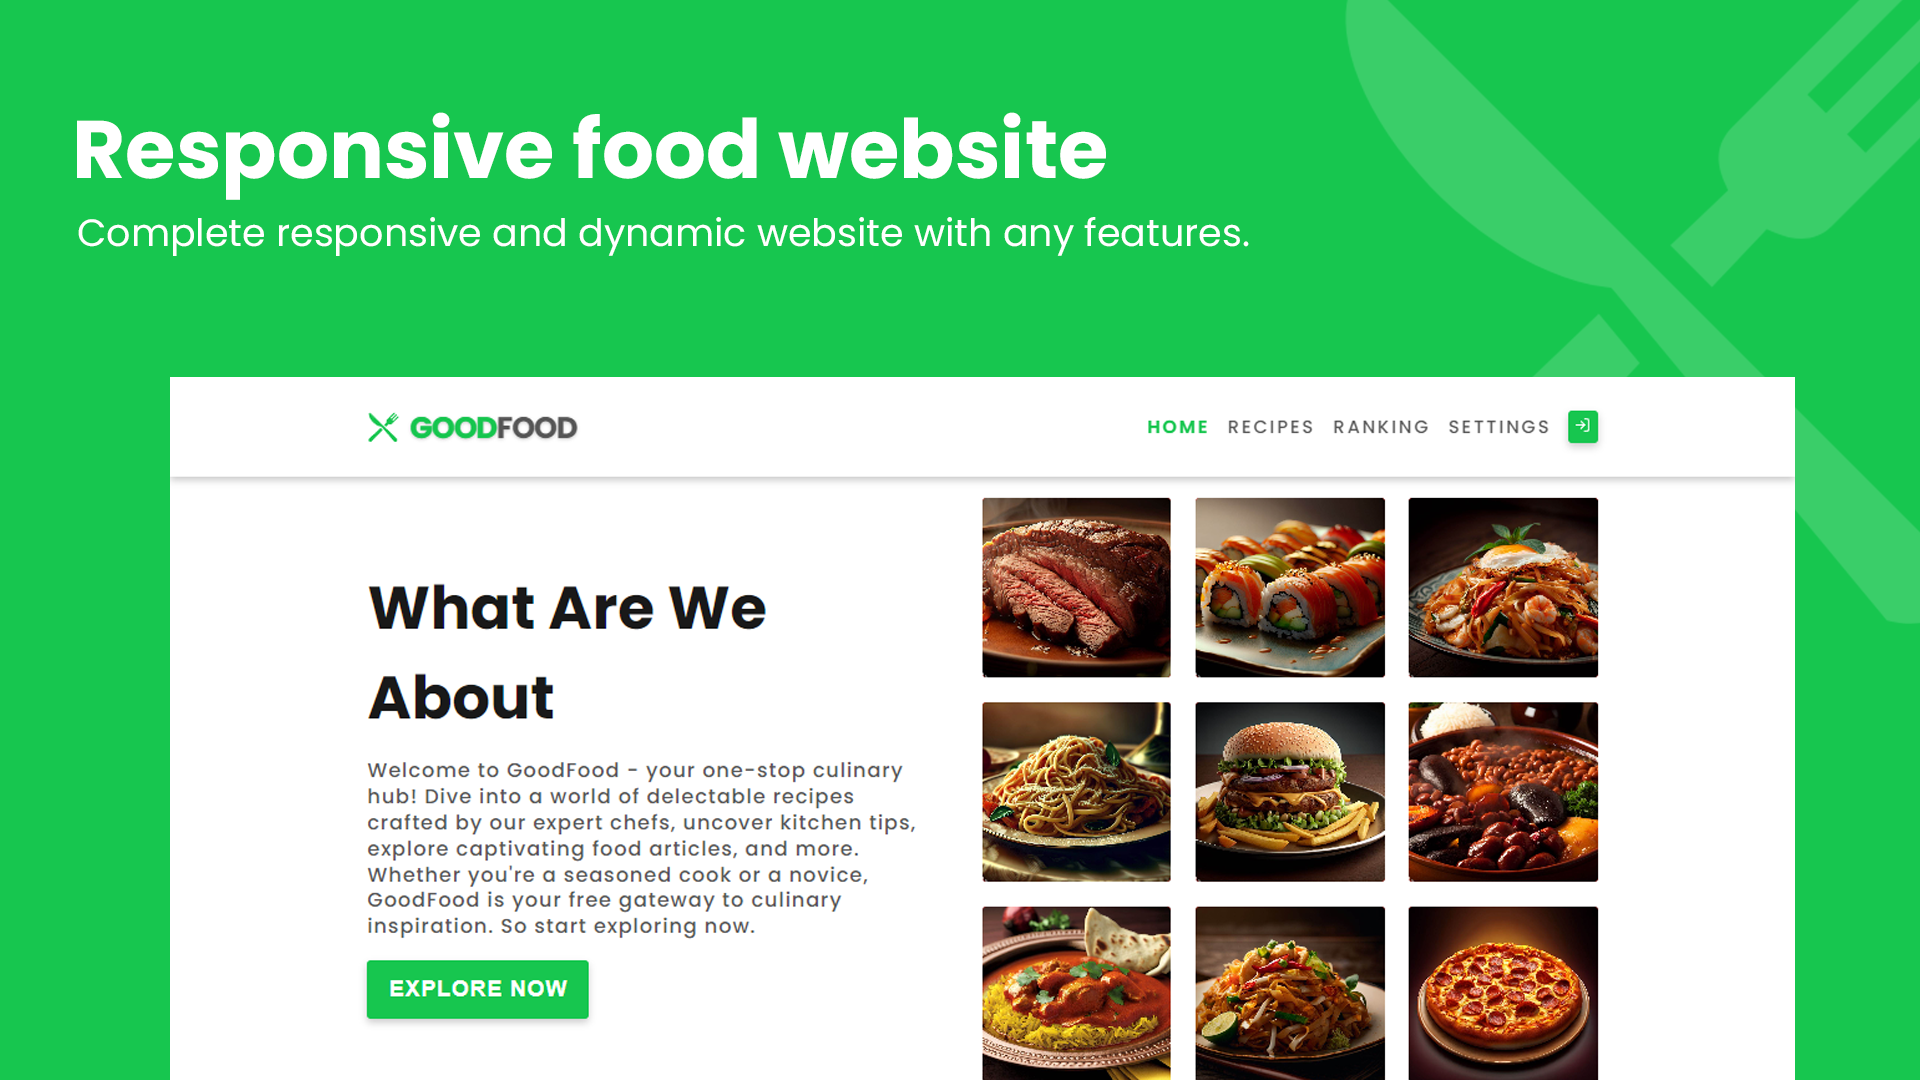 Responsive food website
Complete responsive and dynamic website with any features.
GOODFOOD
HOME RECIPES RANKING SETTINGS
What Are We
About
Welcome to GoodFood - your one-stop culinary
hub! Dive into a world of delectable recipes
crafted by our expert chefs, uncover kitchen tips,
explore captivating food articles, and more.
Whether you're a seasoned cook or a novice,
GoodFood is your free gateway to culinary
inspiration. So start exploring now.
EXPLORE NOW